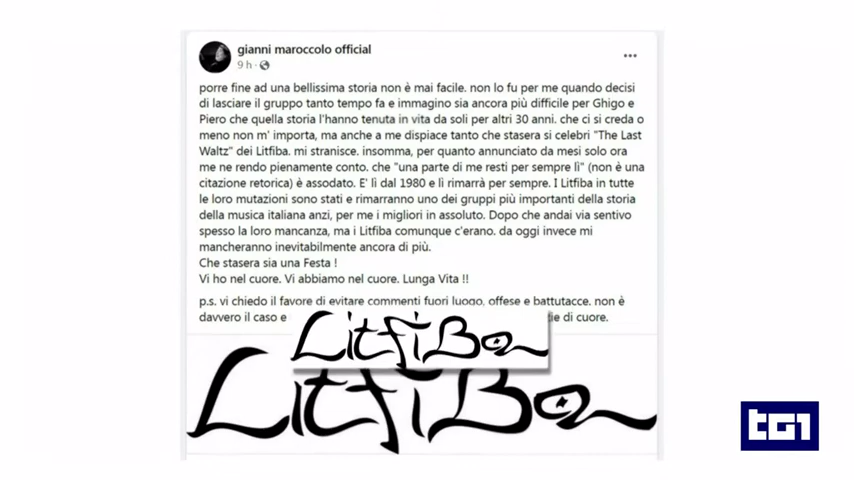 gianni maroccolo official
9 h ·
porre fine ad una bellissima storia non è mai facile. non lo fu per me quando decisi
di lasciare il gruppo tanto tempo fa e immagino sia ancora più difficile per Ghigo e
Piero che quella storia l'hanno tenuta in vita da soli per altri 30 anni. che ci si creda o
meno non m' importa, ma anche a me dispiace tanto che stasera si celebri "The Last
Waltz" dei Litfiba. mi stranisce. insomma, per quanto annunciato da mesi solo ora
me ne rendo pienamente conto. che "una parte di me resti per sempre lì" (non è una
citazione retorica) è assodato. E' lì dal 1980 e lì rimarrà per sempre. I Litfiba in tutte
le loro mutazioni sono stati e rimarranno uno dei gruppi più importanti della storia
della musica italiana anzi, per me i migliori in assoluto. Dopo che andai via sentivo
spesso la loro mancanza, ma i Litfiba comunque c'erano. da oggi invece mi
mancheranno inevitabilmente ancora di più.
Che stasera sia una Festa !
Vi ho nel cuore. Vi abbiamo nel cuore. Lunga Vita !!
p.s. vi chiedo il favore di evitare commenti fuori luogo, offese e battutacce. non è
davvero il caso e di cuore.
LitfiBa
LitfiBa
TG1